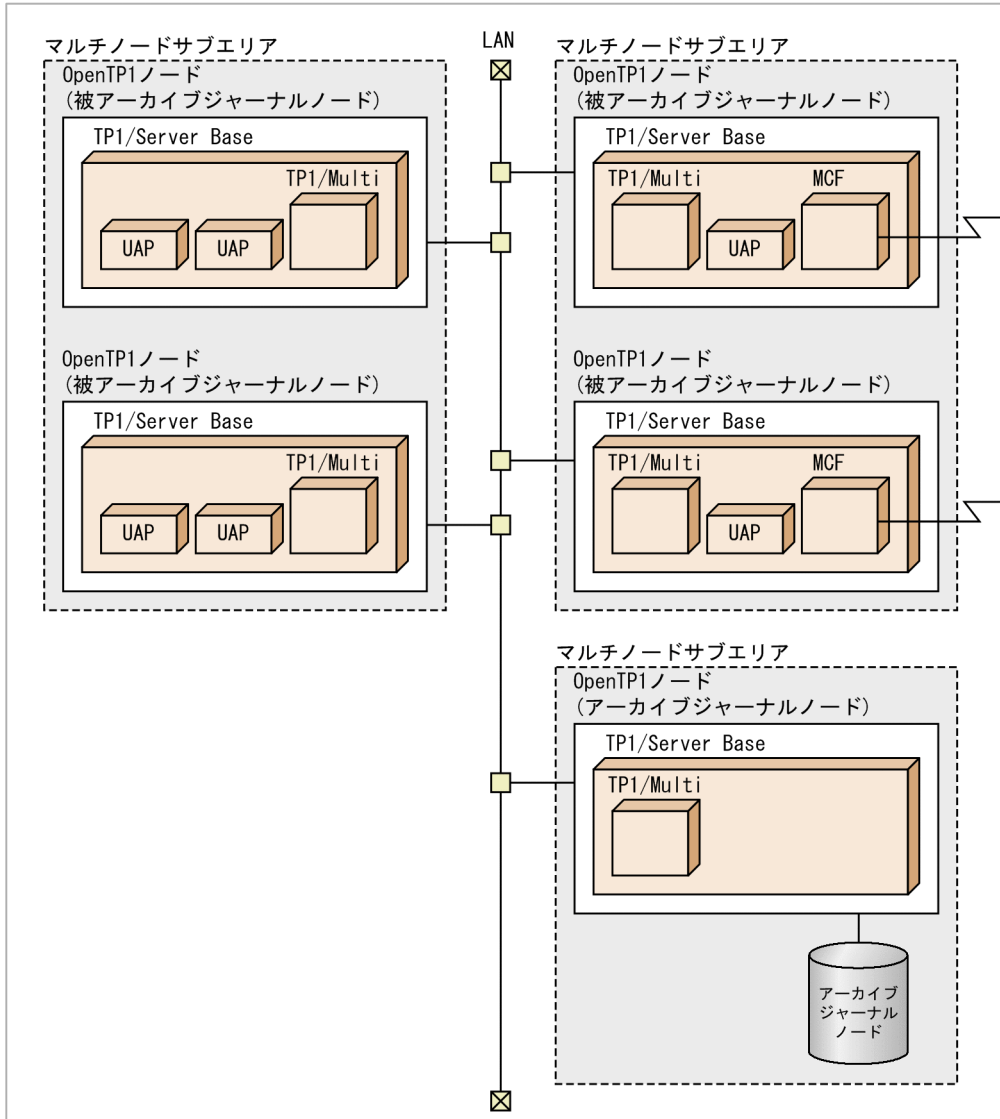 LAN
マルチノードサブエリア
OpenTP1ノード
(被アーカイブジャーナルノード)
TP1/Server Base
TP1/Multi
UAP
UAP
OpenTP1ノード
(被アーカイブジャーナルノード)
TP1/Server Base
TP1/Multi
UAP
UAP
マルチノードサブエリア
OpenTP1ノード
(被アーカイブジャーナルノード)
TP1/Server Base
TP1/Multi
MCF
UAP
OpenTP1ノード
(被アーカイブジャーナルノード)
TP1/Server Base
TP1/Multi
MCF
UAP
マルチノードサブエリア
OpenTP1ノード
(アーカイブジャーナルノード)
TP1/Server Base
TP1/Multi
アーカイブ
ジャーナル
ノード